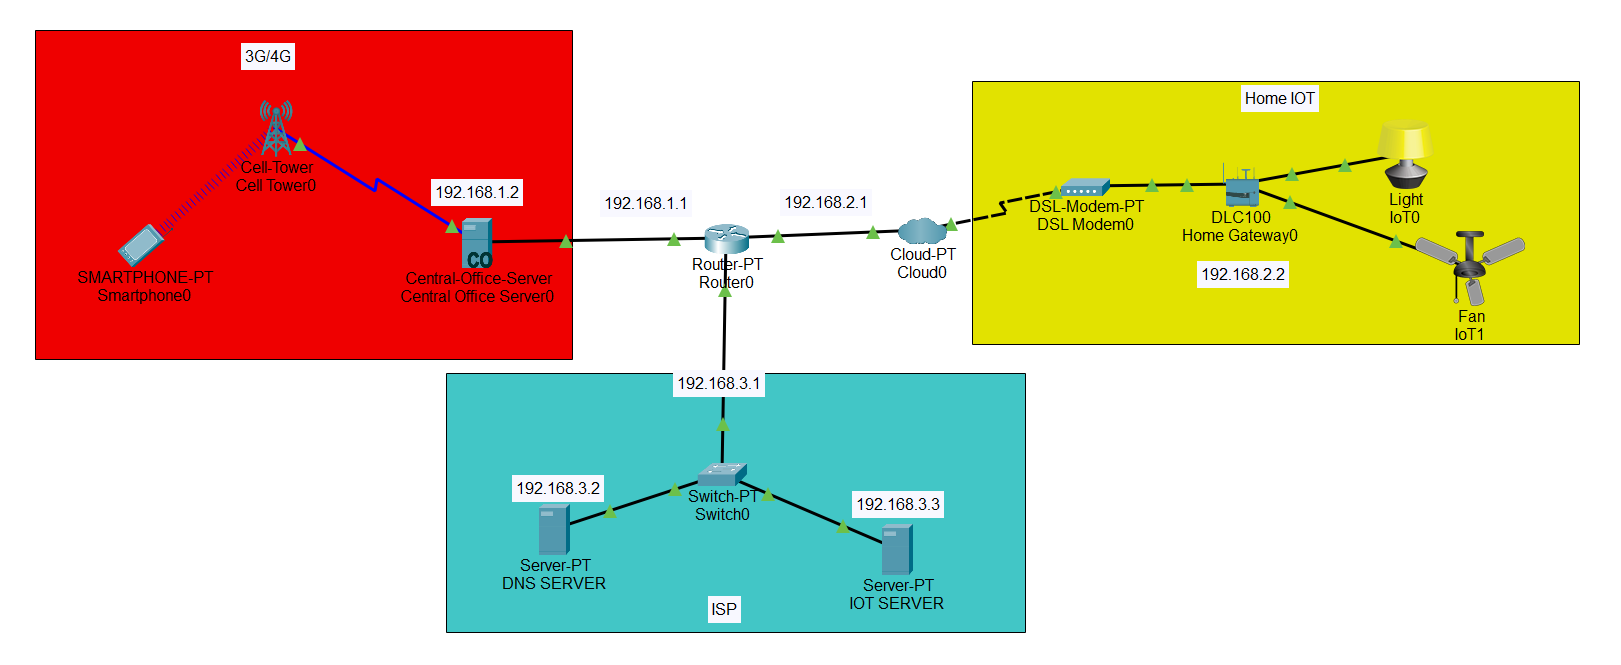 3G/4G
Cell-Tower
Cell Tower0
SMARTPHONE-PT
Smartphone0
192.168.1.2
CO
Central-Office-Server
Central Office Server0
192.168.1.1
192.168.2.1
Router-PT
Router0
Cloud-PT
Cloud0
Home IOT
DSL-Modem-PT
DSL Modem0
DLC100
Home Gateway0
192.168.2.2
Light
IoT0
Fan
IoT1
192.168.3.1
Switch-PT
Switch0
192.168.3.2
Server-PT
DNS SERVER
192.168.3.3
Server-PT
IOT SERVER
ISP